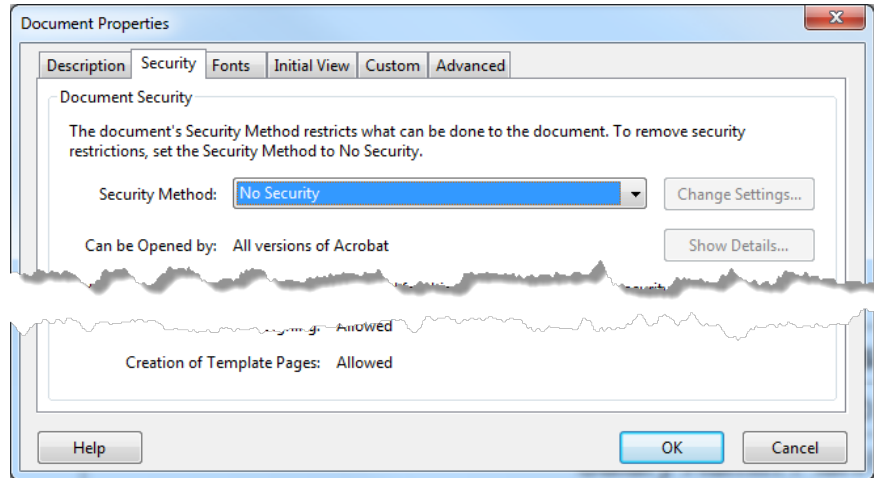 Document Properties
Description Security Fonts Initial View Custom Advanced
Document Security
The document's Security Method restricts what can be done to the document. To remove security
restrictions, set the Security Method to No Security.
Security Method: No Security Change Settings...
Can be Opened by: All versions of Acrobat Show Details...
Allowed
Creation of Template Pages: Allowed
Help OK Cancel